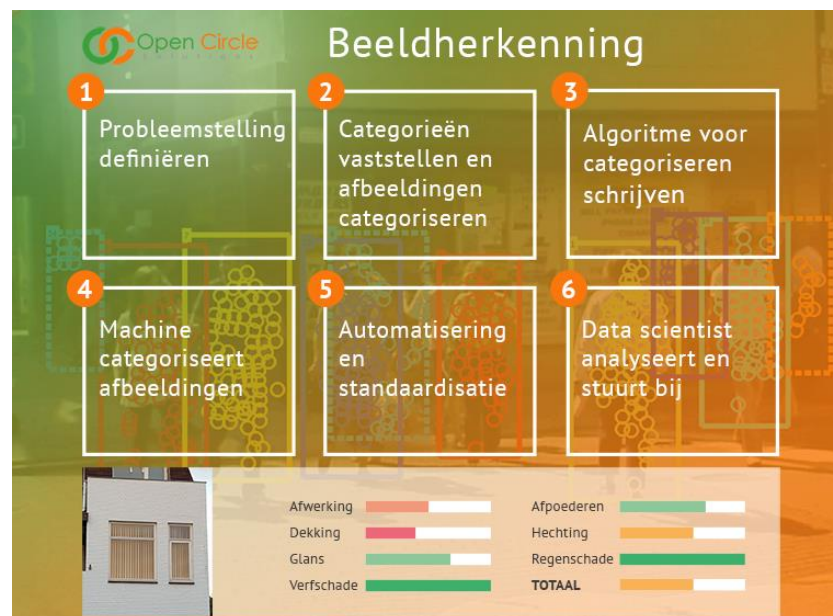 Open Circle
Solutions
Beeldherkenning
1
Probleemstelling
definiëren
2
Categorieën
vaststellen en
afbeeldingen
categoriseren
3
Algoritme voor
categoriseren
schrijven
4
Machine
categoriseert
afbeeldingen
5
Automatisering
en
standaardisatie
6
Data scientist
analyseert en
stuurt bij
Afwerking
Dekking
Glans
Verfschade
Afpoederen
Hechting
Regenschade
TOTAAL